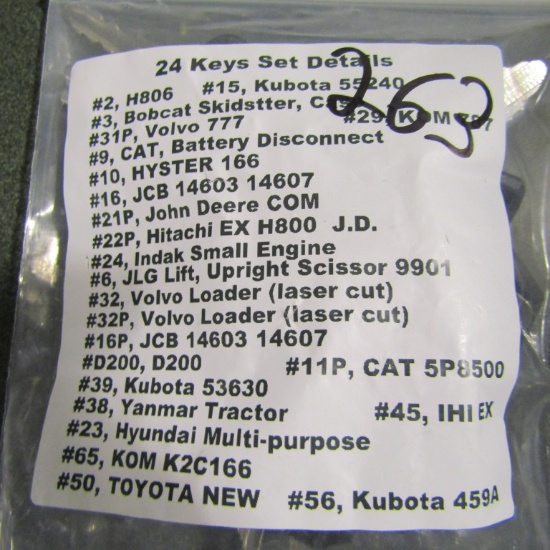 24 Keys Set Details
#2, H806 #15, Kubota 55240
#3, Bobcat Skidstter,
#29, KOM 787
#31P, Volvo 777
#9, CAT, Battery Disconnect
#10, HYSTER 166
#16, JCB 14603 14607
#21P, John Deere COM
#22P, Hitachi EX H800 J.D.
#24, Indak Small Engine
#6, JLG Lift, Upright Scissor 9901
#32, Volvo Loader (laser cut)
#32P, Volvo Loader (laser cut)
#16P, JCB 14603 14607
#D200, D200 #11P, CAT 5P8500
#39, Kubota 53630
#38, Yanmar Tractor #45, IHI EX
#23, Hyundai Multi-purpose
#65, KOM K2C166
#50, TOYOTA NEW #56, Kubota 459A
263